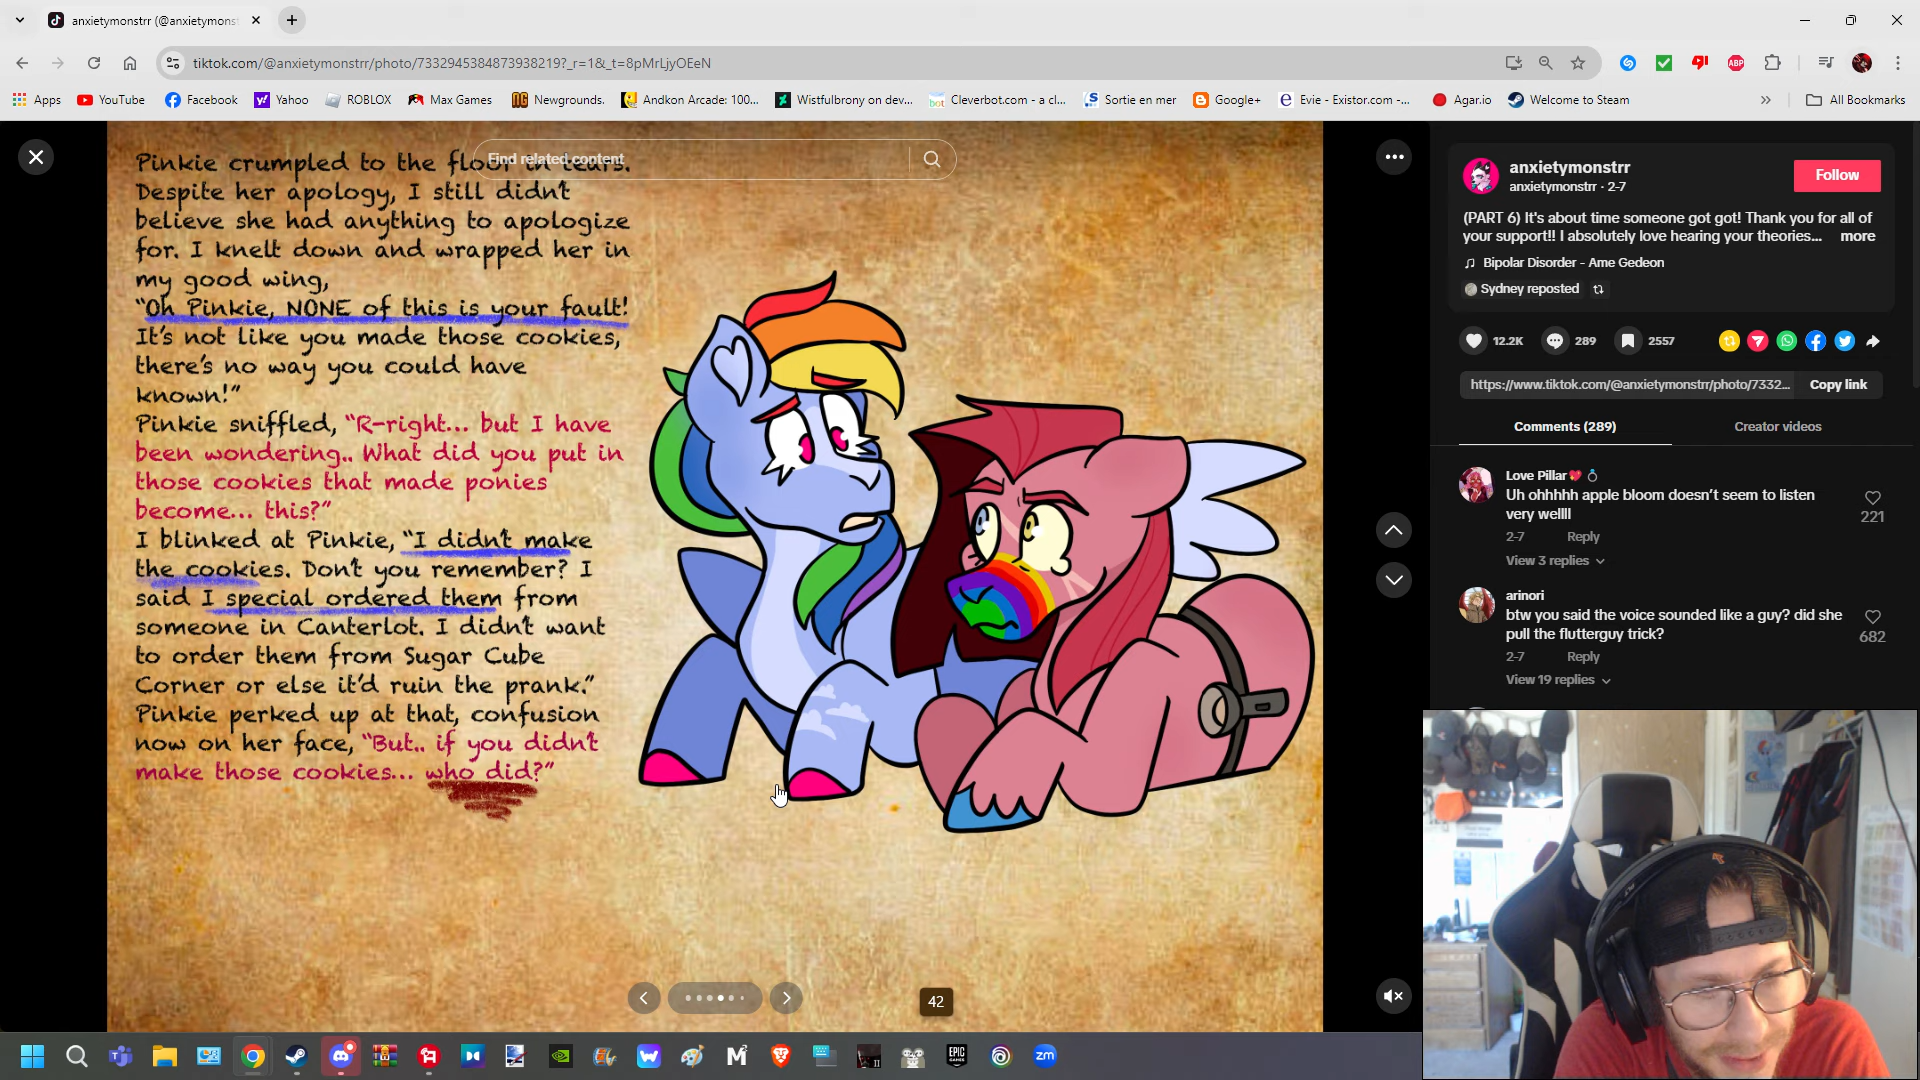 anxietymonstrr (@anxietymonst
tiktok.com/@anxietymonstrr/photo/7332945384873938219?_r=1&_t=8pMrLjyOEeN
ABP
Apps
YouTube
Facebook
Yahoo
ROBLOX
Max Games
Newgrounds.
Andkon Arcade: 100...
Wistfulbrony on dev...
Cleverbot.com - a cl...
Sortie en mer
Google+
Evie - Existor.com -...
Agar.io
Welcome to Steam
All Bookmarks
Find related content
Pinkie crumpled to the floor in tears.
Despite her apology, I still didn't
believe she had anything to apologize
for. I knelt down and wrapped her in
my good wing,
"Oh Pinkie, NONE of this is your fault!
It's not like you made those cookies,
there's no way you could have
known!"
Pinkie sniffled, "R-right... but I have
been wondering.. What did you put in
those cookies that made ponies
become... this?"
I blinked at Pinkie, "I didn't make
the cookies. Don't you remember? I
said I special ordered them from
someone in Canterlot. I didn't want
to order them from Sugar Cube
Corner or else it'd ruin the prank."
Pinkie perked up at that, confusion
now on her face, "But.. if you didn't
make those cookies... who did?"
42
anxietymonstrr
anxietymonstrr · 2-7
Follow
(PART 6) It's about time someone got got! Thank you for all of
your support!! I absolutely love hearing your theories... more
Bipolar Disorder - Ame Gedeon
Sydney reposted
12.2K
289
2557
https://www.tiktok.com/@anxietymonstrr/photo/7332...
Copy link
Comments (289)
Creator videos
Love Pillar
Uh ohhhhh apple bloom doesn't seem to listen
very wellll
221
2-7
Reply
View 3 replies
arinori
btw you said the voice sounded like a guy? did she
pull the flutterguy trick?
682
2-7
Reply
View 19 replies
EPIC
GAMES
zm